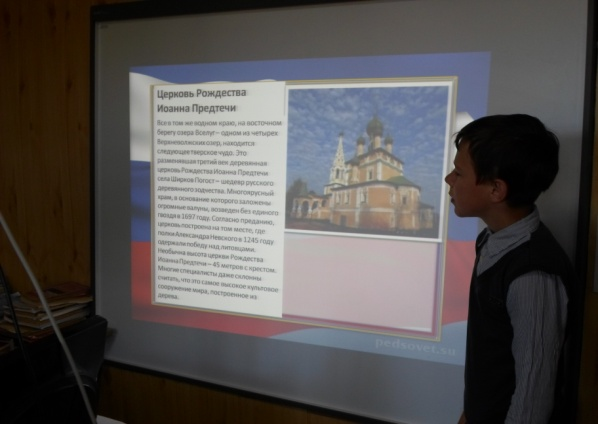 Церковь Рождества
Иоанна Предтечи
Все в том же водном краю, на восточном
берегу озера Вселуг – одном из четырех
Верхневолжских озер, находится
следующее тверское чудо: Это
разменявшая третий век деревянная
церковь Рождества Иоанна Предтечи
села Ширков Погост – шедевр русского
деревянного зодчества. Многоярусный
храм, в основание которого заложены
огромные валуны, возведен без единого
гвоздя в 1697 году. Согласно преданию,
церковь построена на том месте, где
полки Александра Невского в 1245 году
одержали победу над литовцами.
Необычна высота церкви Рождества
Иоанна Предтечи – 45 метров с крестом.
Многие специалисты даже склонны
считать, что это самое высокое культовое
сооружение мира, построенное из
дерева.
pedsovet.su